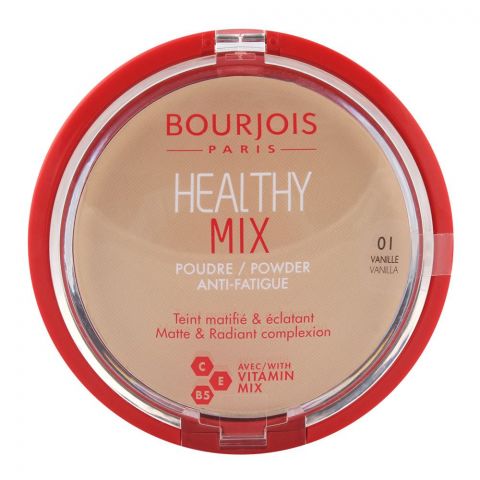 BOURJOIS
PARIS
HEALTHY
MIX
POUDRE / POWDER
ANTI-FATIGUE
01
VANILLE
VANILLA
Teint matifié & éclatant
Matte & Radiant complexion
C
E
B5
AVEC/WITH
VITAMIN
MIX